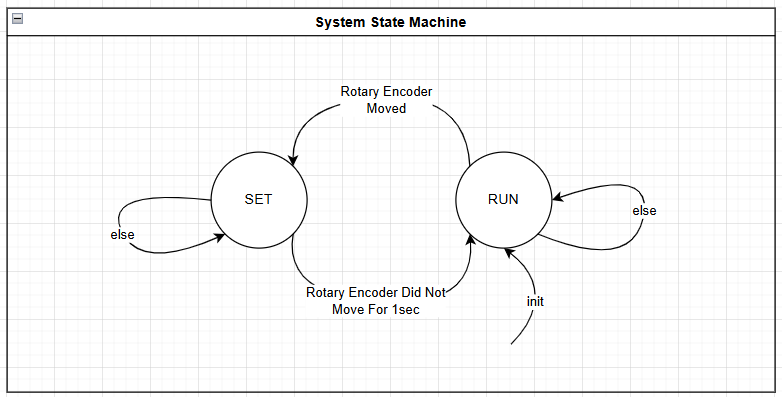 System State Machine
Rotary Encoder
Moved
SET
RUN
else
else
Rotary Encoder Did Not
Move For 1sec
init